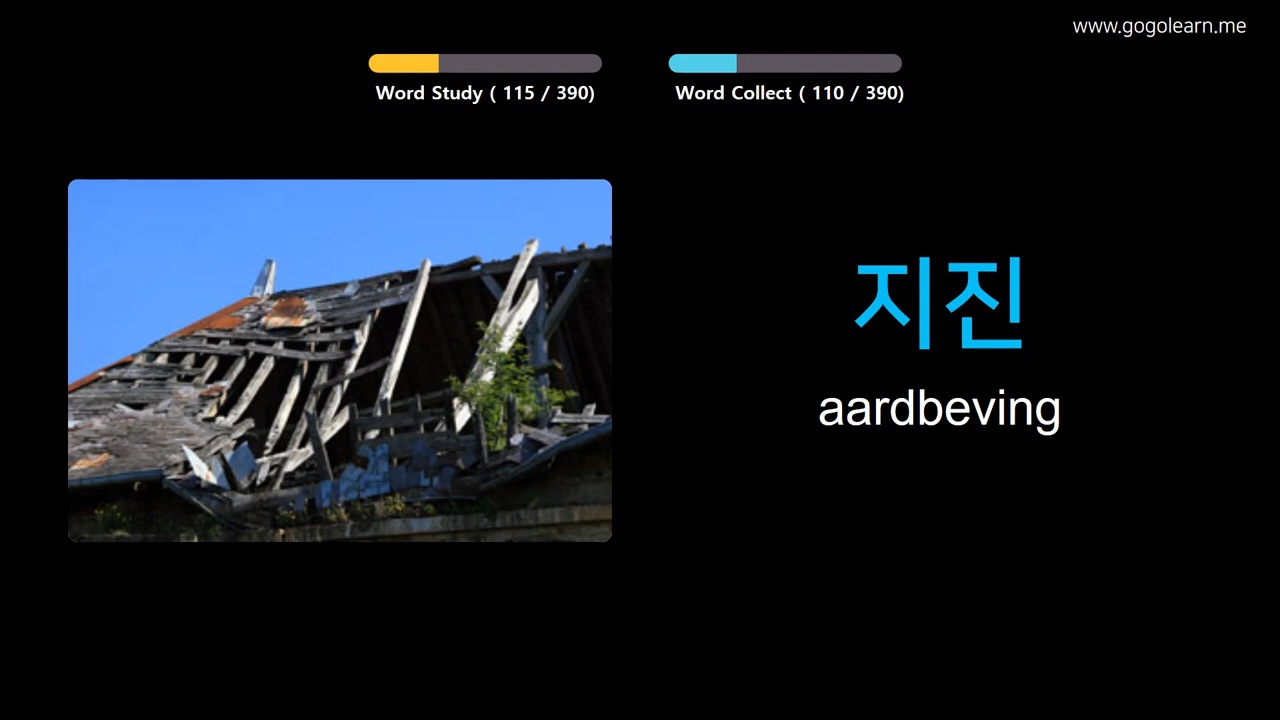 www.gogolearn.me
Word Study ( 115 / 390)
Word Collect ( 110 / 390)
지진
aardbeving